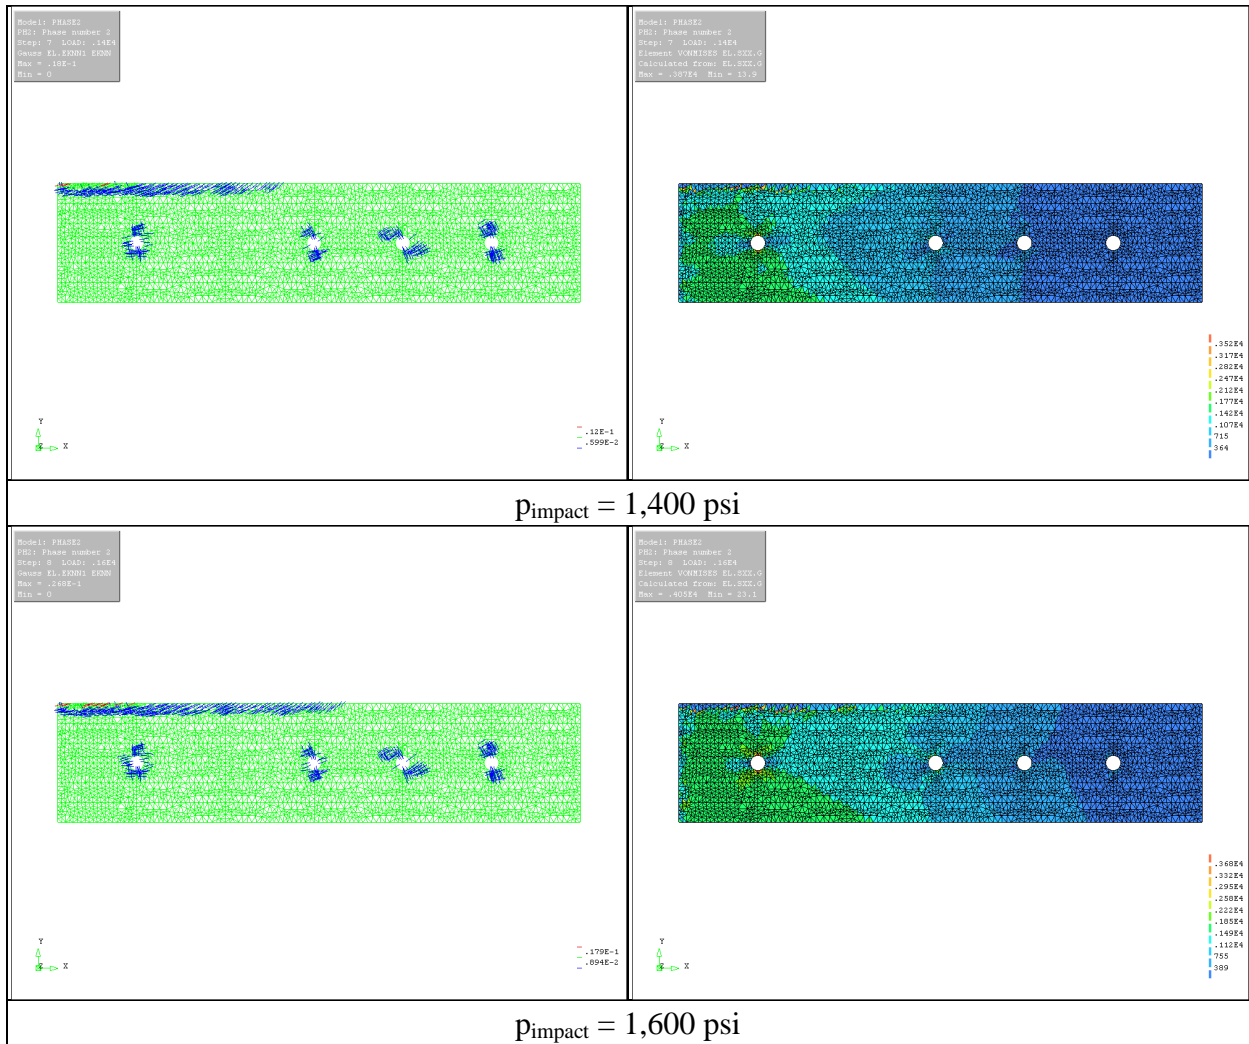 Model: PHASE2
PH2: Phase number 2
Step: 7 LOAD: .14E4
Gauss EL.EKNN1 EKNN
Max = .18E-1
Min = 0
Y
Z X
.12E-1
.599E-2
Model: PHASE2
PH2: Phase number 2
Step: 7 LOAD: .14E4
Element VONMISES EL.SXX.G
Calculated from: EL.SXX.G
Max = .387E4 Min = 13.9
Y
Z X
.352E4
.317E4
.282E4
.247E4
.212E4
.177E4
.142E4
.107E4
715
364
pimpact = 1,400 psi
Model: PHASE2
PH2: Phase number 2
Step: 8 LOAD: .16E4
Gauss EL.EKNN1 EKNN
Max = .268E-1
Min = 0
Y
Z X
.179E-1
.894E-2
Model: PHASE2
PH2: Phase number 2
Step: 8 LOAD: .16E4
Element VONMISES EL.SXX.G
Calculated from: EL.SXX.G
Max = .405E4 Min = 23.1
Y
Z X
.368E4
.332E4
.295E4
.258E4
.222E4
.185E4
.149E4
.112E4
755
389
pimpact = 1,600 psi